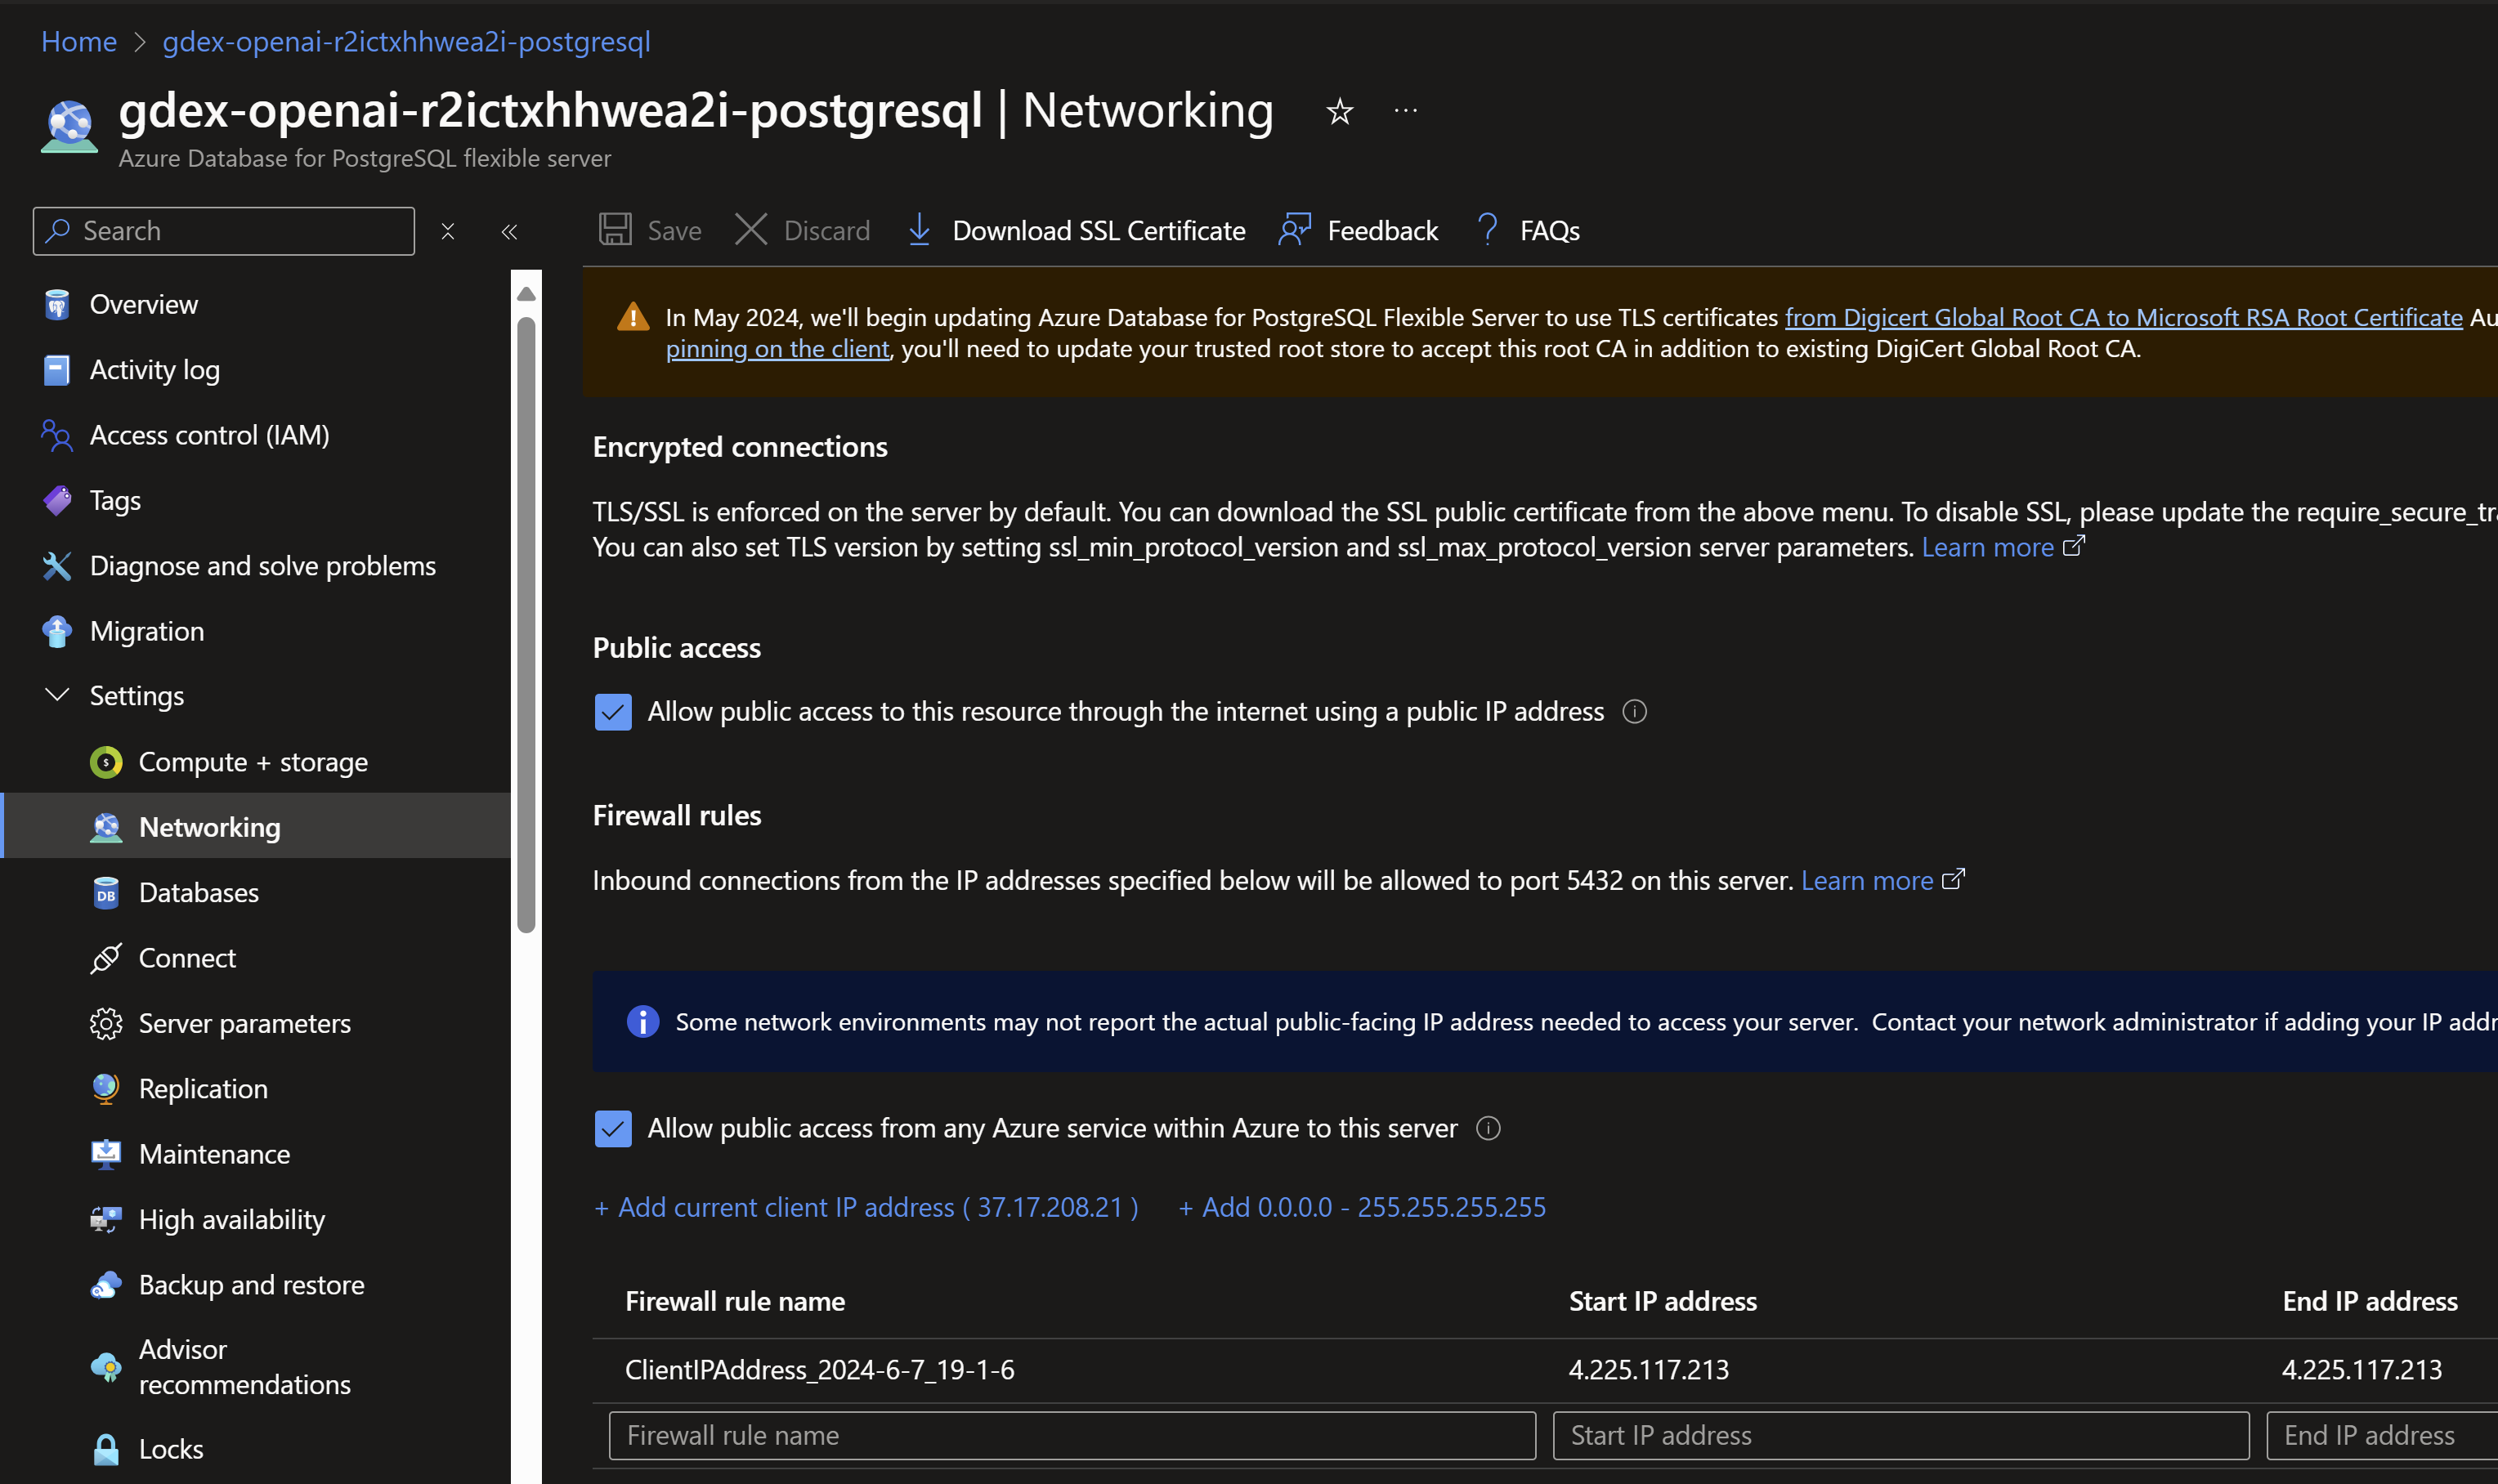 Home > gdex-openai-r2ictxhhwea2i-postgresql
gdex-openai-r2ictxhhwea2i-postgresql | Networking
Azure Database for PostgreSQL flexible server
Search
Save
Discard
Download SSL Certificate
Feedback
FAQs
Overview
Activity log
Access control (IAM)
Tags
Diagnose and solve problems
Migration
Settings
Compute + storage
Networking
Databases
Connect
Server parameters
Replication
Maintenance
High availability
Backup and restore
Advisor
recommendations
Locks
In May 2024, we'll begin updating Azure Database for PostgreSQL Flexible Server to use TLS certificates from Digicert Global Root CA to Microsoft RSA Root Certificate Au
pinning on the client, you'll need to update your trusted root store to accept this root CA in addition to existing DigiCert Global Root CA.
Encrypted connections
TLS/SSL is enforced on the server by default. You can download the SSL public certificate from the above menu. To disable SSL, please update the require_secure_tra
You can also set TLS version by setting ssl_min_protocol_version and ssl_max_protocol_version server parameters. Learn more
Public access
Allow public access to this resource through the internet using a public IP address
Firewall rules
Inbound connections from the IP addresses specified below will be allowed to port 5432 on this server. Learn more
Some network environments may not report the actual public-facing IP address needed to access your server. Contact your network administrator if adding your IP addr
Allow public access from any Azure service within Azure to this server
+ Add current client IP address ( 37.17.208.21 )
+ Add 0.0.0.0 - 255.255.255.255
Firewall rule name
Start IP address
End IP address
ClientIPAddress_2024-6-7_19-1-6
4.225.117.213
4.225.117.213
Firewall rule name
Start IP address
End IP address